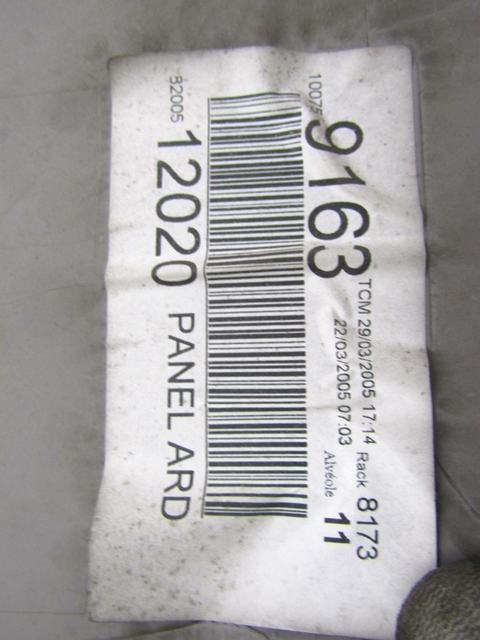 10075 9163 TCM 29/03/2005 17:14 Rack 8173
22/03/2005 07:03 Alvéole 11
82005 12020 PANEL ARD